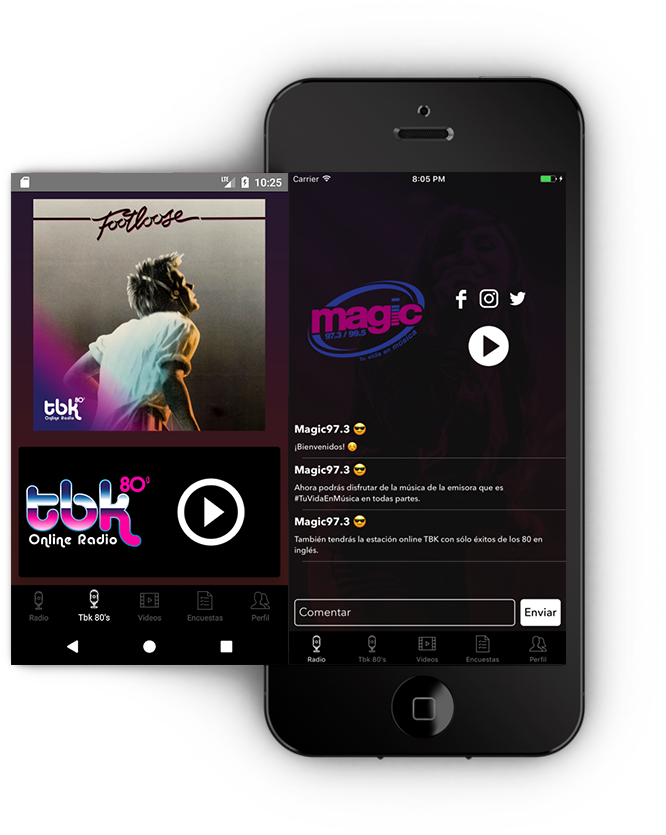 LTE 10:25
Footloose
tbk 80's
Online Radio
tbk 80's
Online Radio
Radio
Tbk 80's
Videos
Encuestas
Perfil
Carrier 8:05 PM
magic
97.3 / 99.5
Tu vida en música
Magic97.3 😎
¡Bienvenidos! ☺️
Magic97.3 😎
Ahora podrás disfrutar de la música de la emisora que es
#TuVidaEnMúsica en todas partes.
Magic97.3 😎
También tendrás la estación online TBK con sólo éxitos de los 80 en
inglés.
Comentar
Enviar
Radio
Tbk 80's
Videos
Encuestas
Perfil